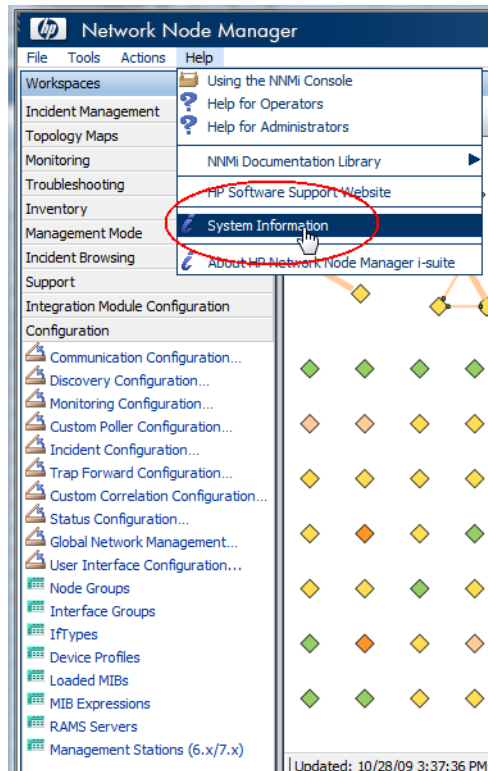 hp Network Node Manager
File Tools Actions Help
Workspaces
Incident Management
Topology Maps
Monitoring
Troubleshooting
Inventory
Management Mode
Incident Browsing
Support
Integration Module Configuration
Configuration
Communication Configuration...
Discovery Configuration...
Monitoring Configuration...
Custom Poller Configuration...
Incident Configuration...
Trap Forward Configuration...
Custom Correlation Configuration...
Status Configuration...
Global Network Management...
User Interface Configuration...
Node Groups
Interface Groups
IfTypes
Device Profiles
Loaded MIBs
MIB Expressions
RAMS Servers
Management Stations (6.x/7.x)
Using the NNMi Console
Help for Operators
Help for Administrators
NNMi Documentation Library
HP Software Support Website
System Information
About HP Network Node Manager i-suite
Updated: 10/28/09 3:37:36 PM